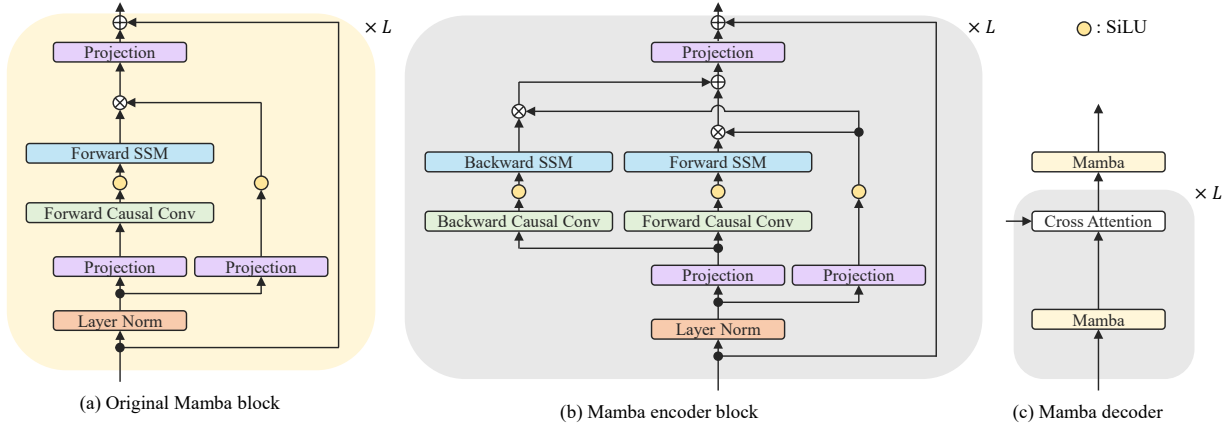 × L
Projection
Forward SSM
Forward Causal Conv
Projection
Projection
Layer Norm
(a) Original Mamba block
× L
Projection
Backward SSM
Forward SSM
Backward Causal Conv
Forward Causal Conv
Projection
Projection
Layer Norm
(b) Mamba encoder block
: SiLU
Mamba
× L
Cross Attention
Mamba
(c) Mamba decoder